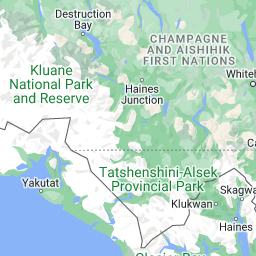 Destruction
Bay
CHAMPAGNE
AND AISHIHIK
FIRST NATIONS
Kluane
National Park
and Reserve
Haines
Junction
Tatshenshini-Alsek
Provincial Park
Yakutat
Klukwan
Haines